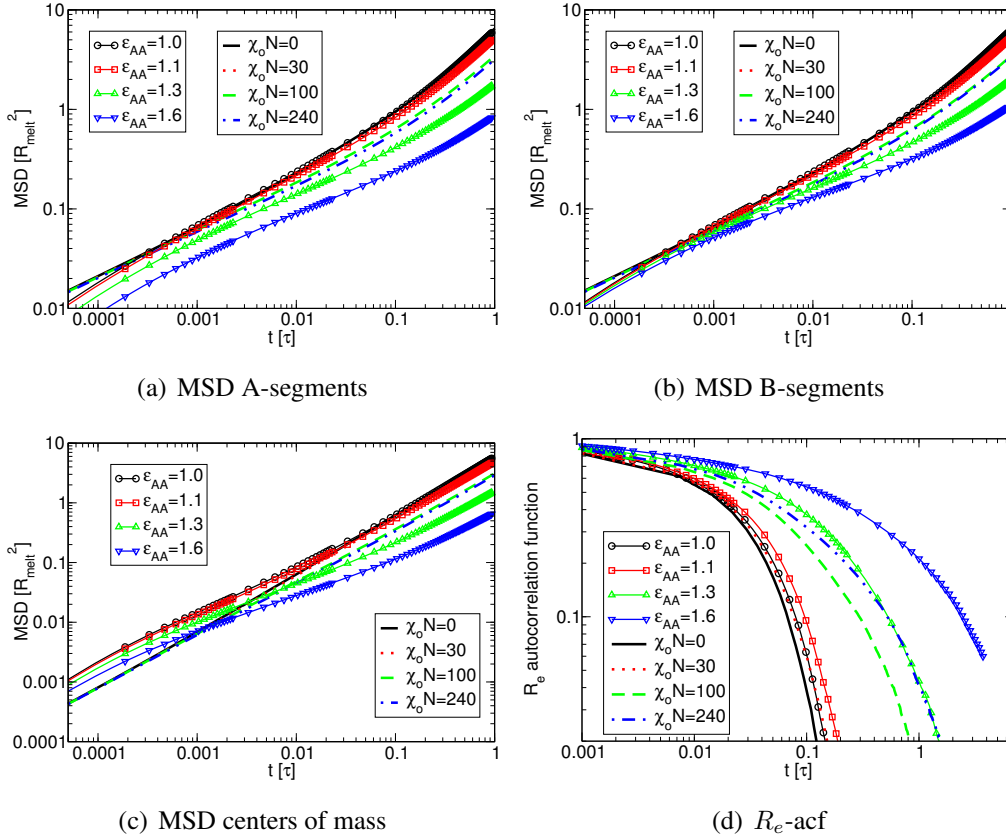 10
1
0.1
0.01
MSD [R_melt^2]
ε_AA=1.0
ε_AA=1.1
ε_AA=1.3
ε_AA=1.6
χ_oN=0
χ_oN=30
χ_oN=100
χ_oN=240
0.0001 0.001 0.01 0.1 1
t [τ]
(a) MSD A-segments
10
1
0.1
0.01
MSD [R_melt^2]
ε_AA=1.0
ε_AA=1.1
ε_AA=1.3
ε_AA=1.6
χ_oN=0
χ_oN=30
χ_oN=100
χ_oN=240
0.0001 0.001 0.01 0.1
t [τ]
(b) MSD B-segments
10
1
0.1
0.01
0.001
0.0001
MSD [R_melt^2]
ε_AA=1.0
ε_AA=1.1
ε_AA=1.3
ε_AA=1.6
χ_oN=0
χ_oN=30
χ_oN=100
χ_oN=240
0.0001 0.001 0.01 0.1 1
t [τ]
(c) MSD centers of mass
1
0.1
R_e autocorrelation function
ε_AA=1.0
ε_AA=1.1
ε_AA=1.3
ε_AA=1.6
χ_oN=0
χ_oN=30
χ_oN=100
χ_oN=240
0.001 0.01 0.1 1
t [τ]
(d) R_e-acf